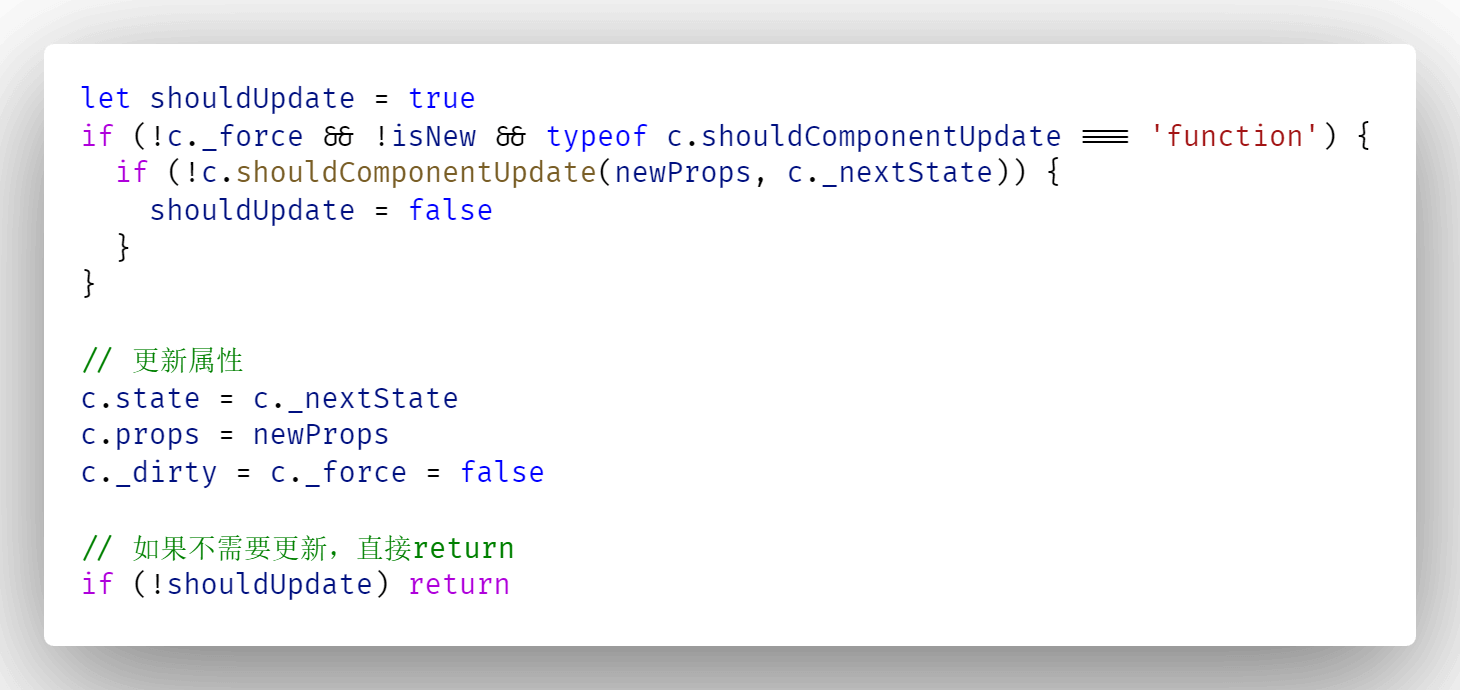 let shouldUpdate = true
if (!c._force && !isNew && typeof c.shouldComponentUpdate === 'function') {
  if (!c.shouldComponentUpdate(newProps, c._nextState)) {
    shouldUpdate = false
  }
}

// 更新属性
c.state = c._nextState
c.props = newProps
c._dirty = c._force = false

// 如果不需要更新，直接return
if (!shouldUpdate) return